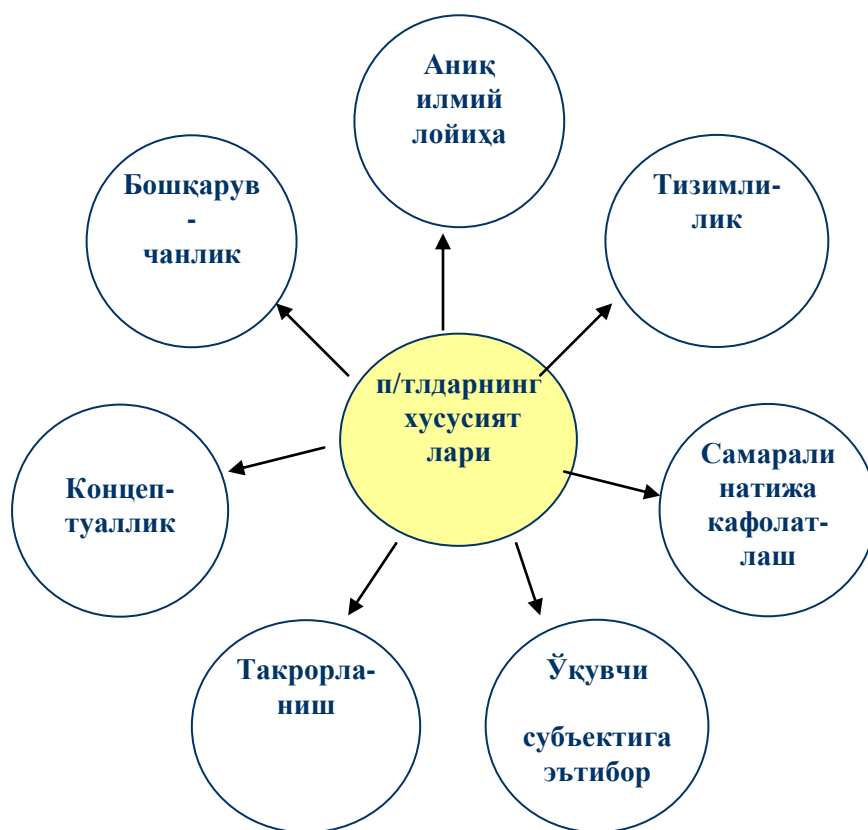 Аниқ
илмий
лойиҳа
Бошқарув
-
чанлик
Тизимли-
лик
п/тлдарнинг
хусусият
лари
Концеп-
туаллик
Самарали
натижа
кафолат-
лаш
Такрорла-
ниш
Ўқувчи
субъектига
эътибор